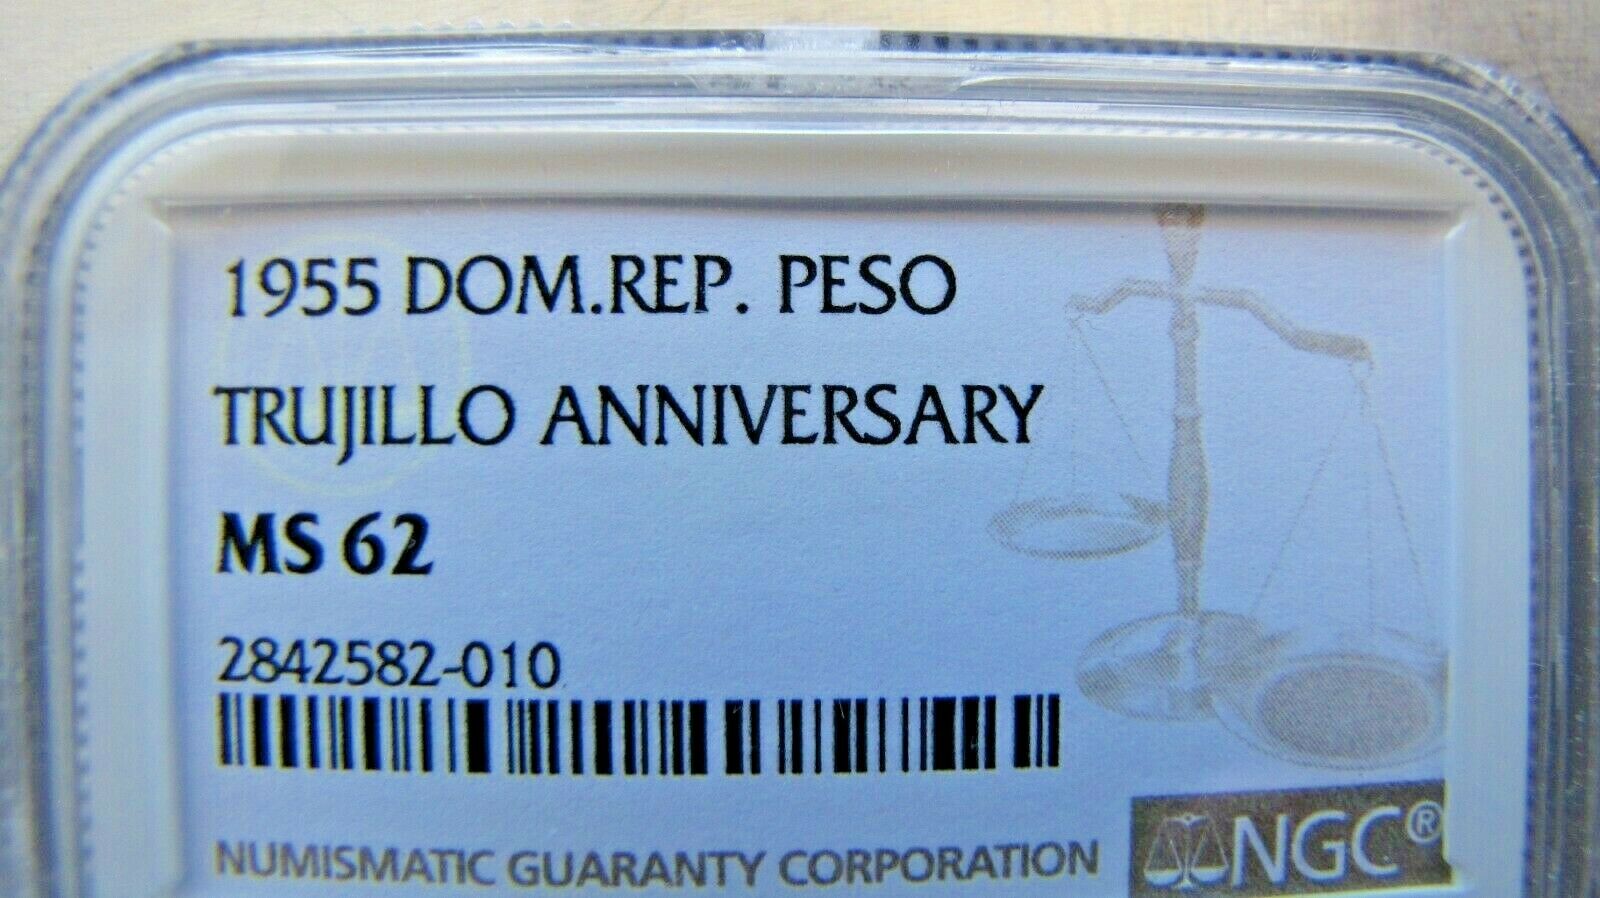 1955 DOM.REP. PESO
TRUJILLO ANNIVERSARY
MS 62
2842582-010
NUMISMATIC GUARANTY CORPORATION
NGC®